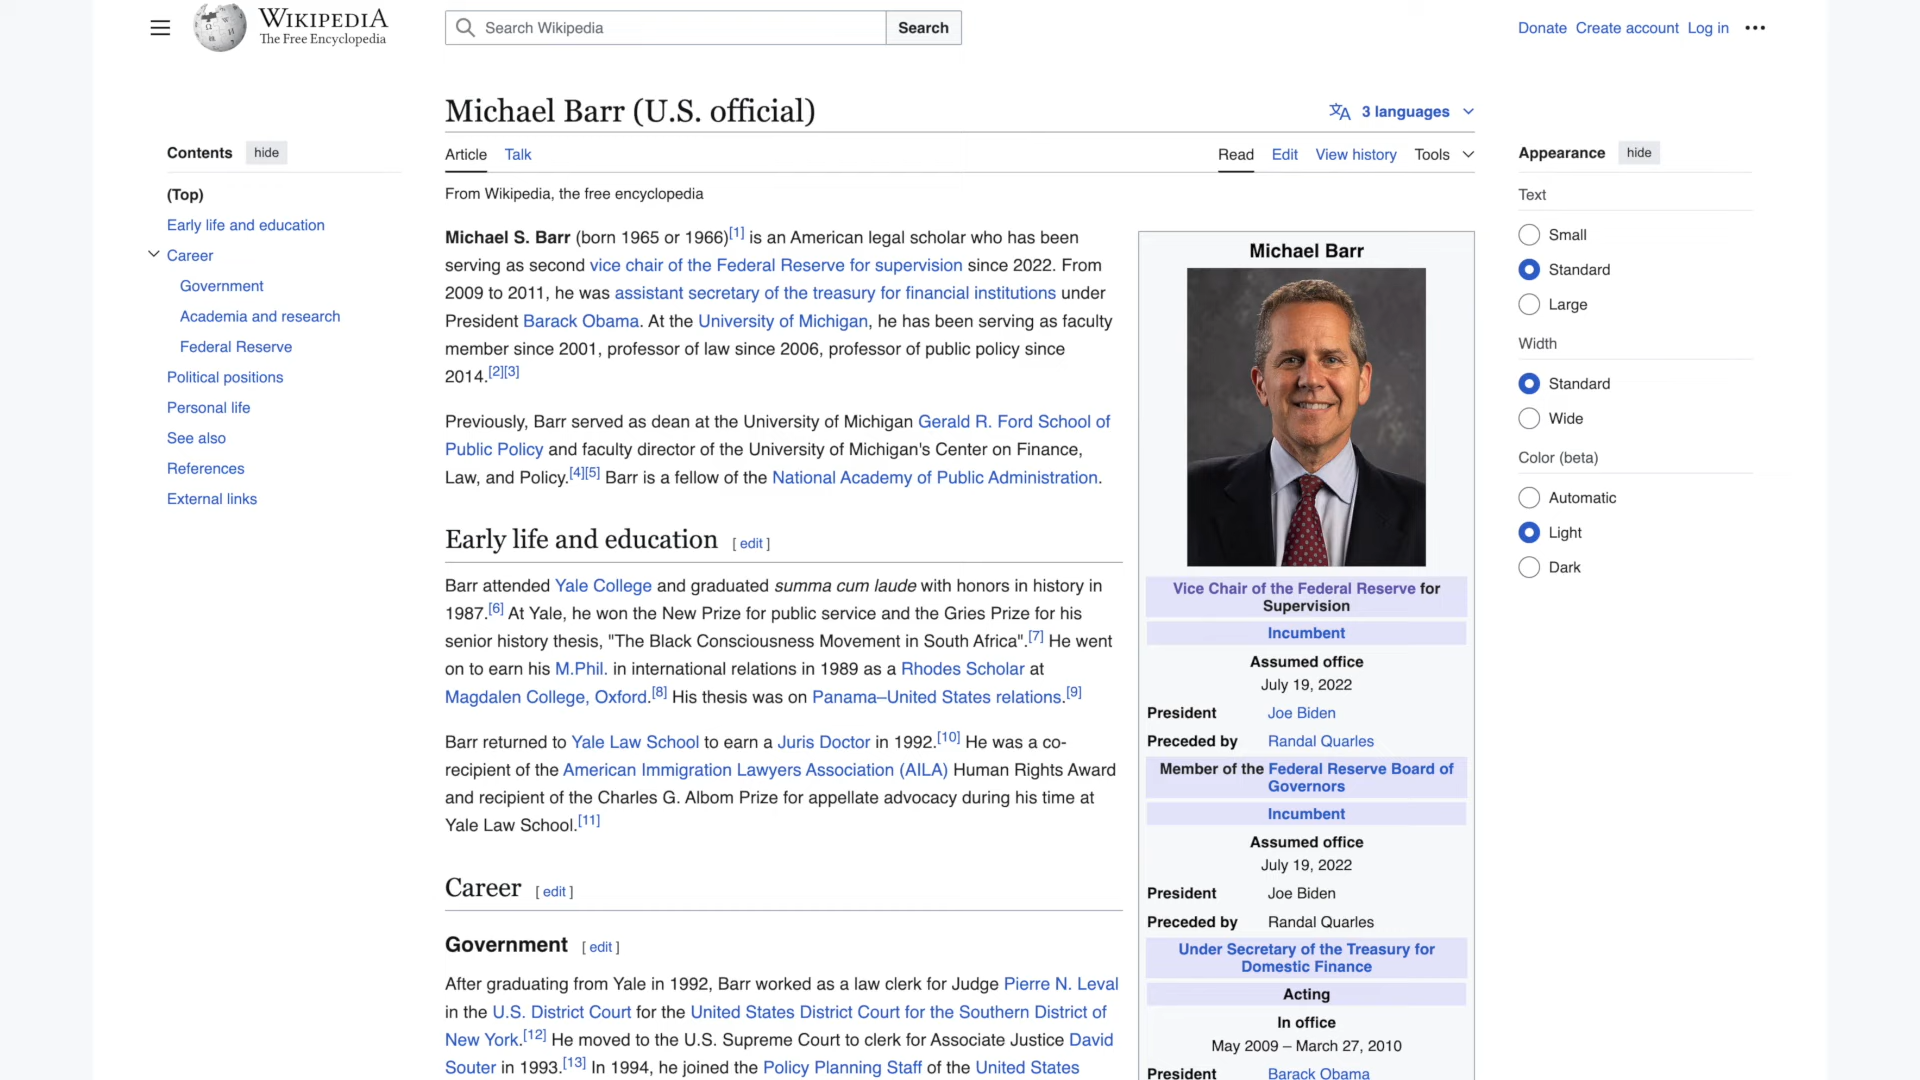 WIKIPEDIA
The Free Encyclopedia
Search Wikipedia
Search
Donate Create account Log in
Michael Barr (U.S. official)
3 languages
Article Talk
Read Edit View history Tools
From Wikipedia, the free encyclopedia
Contents hide
(Top)
Early life and education
Career
Government
Academia and research
Federal Reserve
Political positions
Personal life
See also
References
External links
Michael S. Barr (born 1965 or 1966)[1] is an American legal scholar who has been
serving as second vice chair of the Federal Reserve for supervision since 2022. From
2009 to 2011, he was assistant secretary of the treasury for financial institutions under
President Barack Obama. At the University of Michigan, he has been serving as faculty
member since 2001, professor of law since 2006, professor of public policy since
2014.[2][3]
Previously, Barr served as dean at the University of Michigan Gerald R. Ford School of
Public Policy and faculty director of the University of Michigan's Center on Finance,
Law, and Policy.[4][5] Barr is a fellow of the National Academy of Public Administration.
Early life and education [ edit ]
Barr attended Yale College and graduated summa cum laude with honors in history in
1987.[6] At Yale, he won the New Prize for public service and the Gries Prize for his
senior history thesis, "The Black Consciousness Movement in South Africa".[7] He went
on to earn his M.Phil. in international relations in 1989 as a Rhodes Scholar at
Magdalen College, Oxford.[8] His thesis was on Panama–United States relations.[9]
Barr returned to Yale Law School to earn a Juris Doctor in 1992.[10] He was a co-
recipient of the American Immigration Lawyers Association (AILA) Human Rights Award
and recipient of the Charles G. Albom Prize for appellate advocacy during his time at
Yale Law School.[11]
Career [ edit ]
Government [ edit ]
After graduating from Yale in 1992, Barr worked as a law clerk for Judge Pierre N. Leval
in the U.S. District Court for the United States District Court for the Southern District of
New York.[12] He moved to the U.S. Supreme Court to clerk for Associate Justice David
Souter in 1993.[13] In 1994, he joined the Policy Planning Staff of the United States
Michael Barr
Vice Chair of the Federal Reserve for
Supervision
Incumbent
Assumed office
July 19, 2022
President Joe Biden
Preceded by Randal Quarles
Member of the Federal Reserve Board of
Governors
Incumbent
Assumed office
July 19, 2022
President Joe Biden
Preceded by Randal Quarles
Under Secretary of the Treasury for
Domestic Finance
Acting
In office
May 2009 – March 27, 2010
President Barack Obama
Appearance hide
Text
Small
Standard
Large
Width
Standard
Wide
Color (beta)
Automatic
Light
Dark